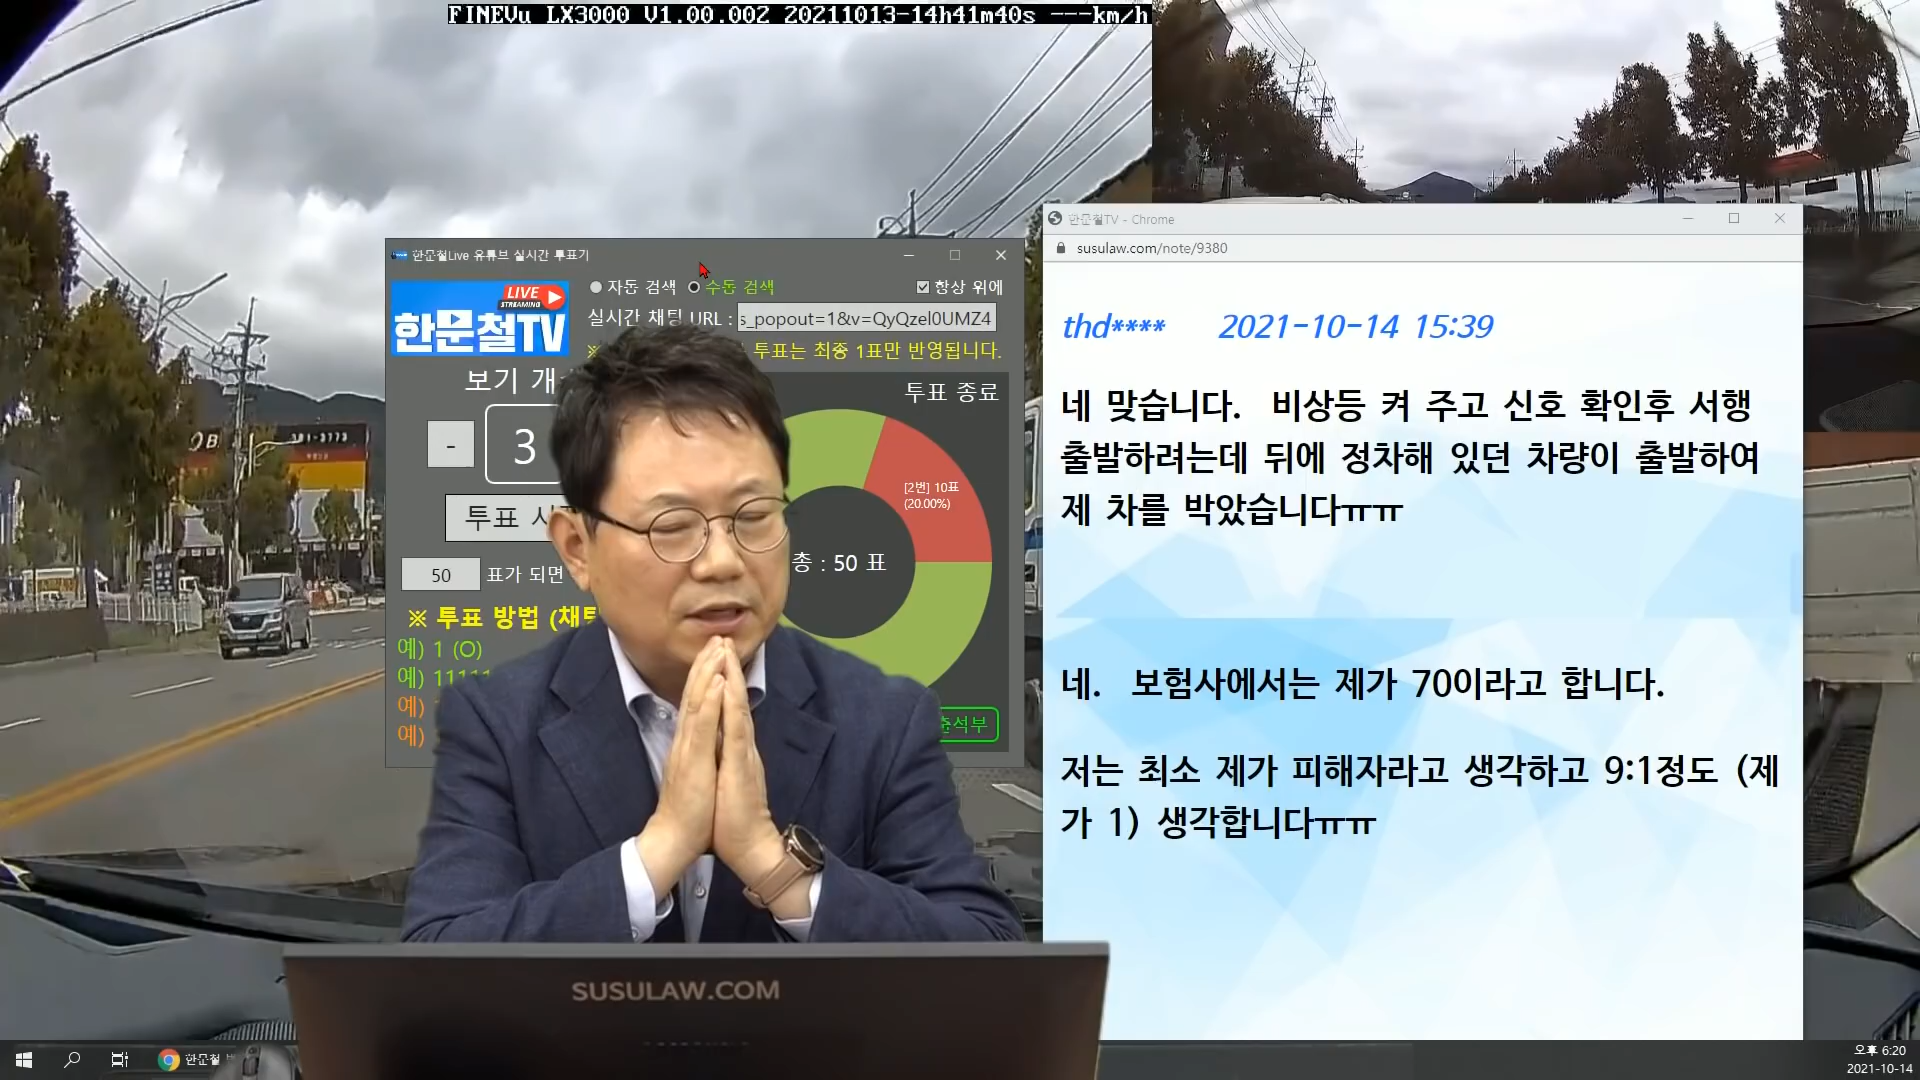 FINEVu LX3000 V1.00.002 20211013-14h41m40s ---km/h
한문철Live 유튜브 실시간 투표기
자동 검색 수동 검색 항상 위에
LIVE
STREAMING
한문철TV
실시간 채팅 URL : s_popout=1&v=QyQzel0UMZ4
※ 투표는 최종 1표만 반영됩니다.
보기 개
투표 종료
- 3
[2번] 10표
(20.00%)
투표 시
총 : 50 표
50 표가 되면
※ 투표 방법 (채팅
예) 1 (O)
예) 11111
예)
예)
출석부
한문철TV - Chrome
susulaw.com/note/9380
thd**** 2021-10-14 15:39
네 맞습니다. 비상등 켜 주고 신호 확인후 서행
출발하려는데 뒤에 정차해 있던 차량이 출발하여
제 차를 박았습니다ㅠㅠ
네. 보험사에서는 제가 70이라고 합니다.
저는 최소 제가 피해자라고 생각하고 9:1정도 (제
가 1) 생각합니다ㅠㅠ
SUSULAW.COM
한문철
오후 6:20
2021-10-14